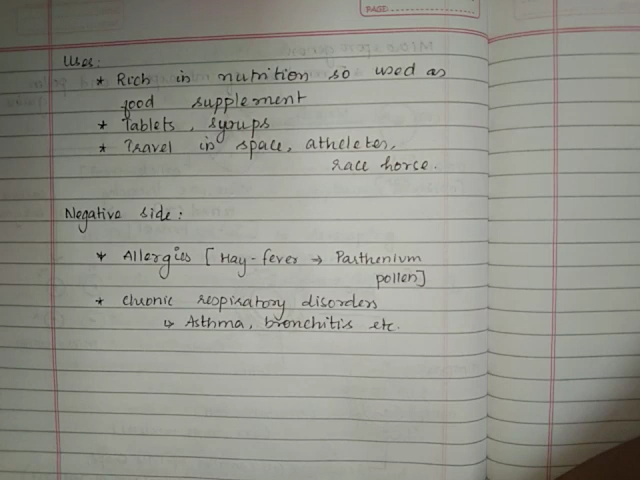 PAGE:
Uses:
* Rich in nutrition so used as
food supplement
* Tablets, syrups
* Travel in space, atheletes,
race horse.
Negative side:
* Allergies [Hay-fever → Parthenium
pollen]
* Chronic respiratory disorders
↳ Asthma, bronchitis etc.